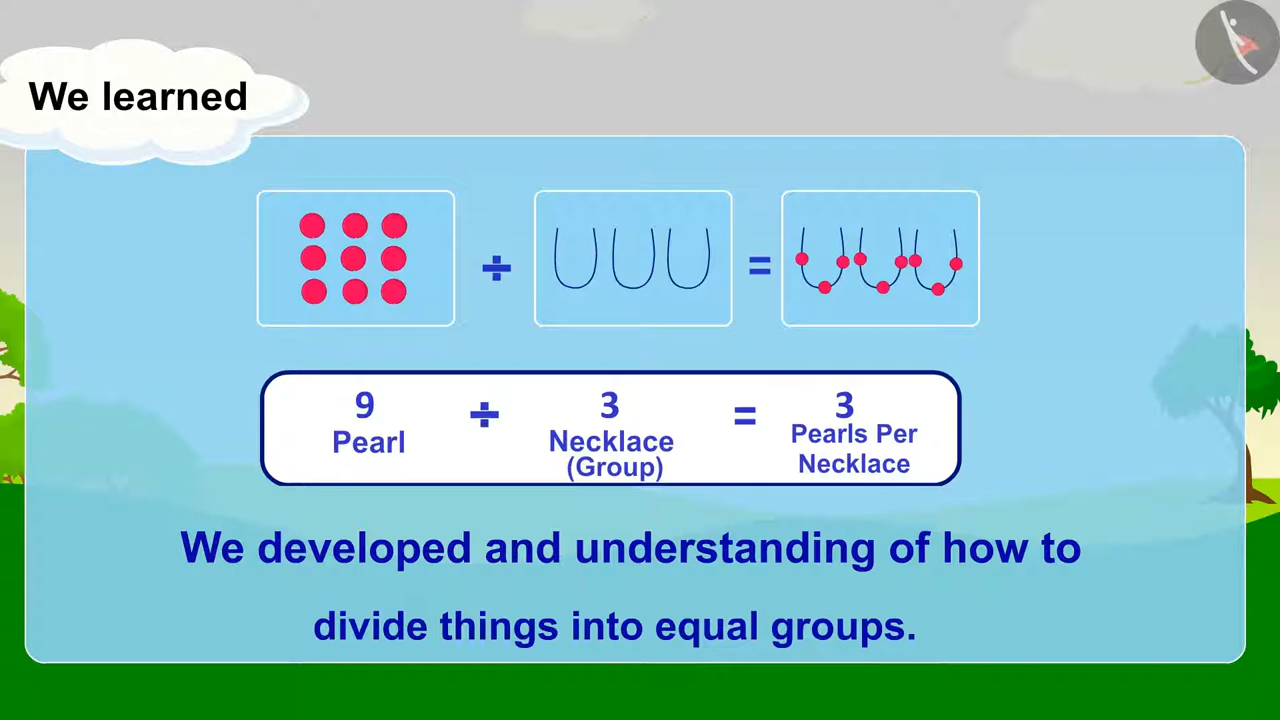 We learned
÷ =
9 ÷ 3 = 3
Pearl Necklace Pearls Per
(Group) Necklace
We developed and understanding of how to
divide things into equal groups.